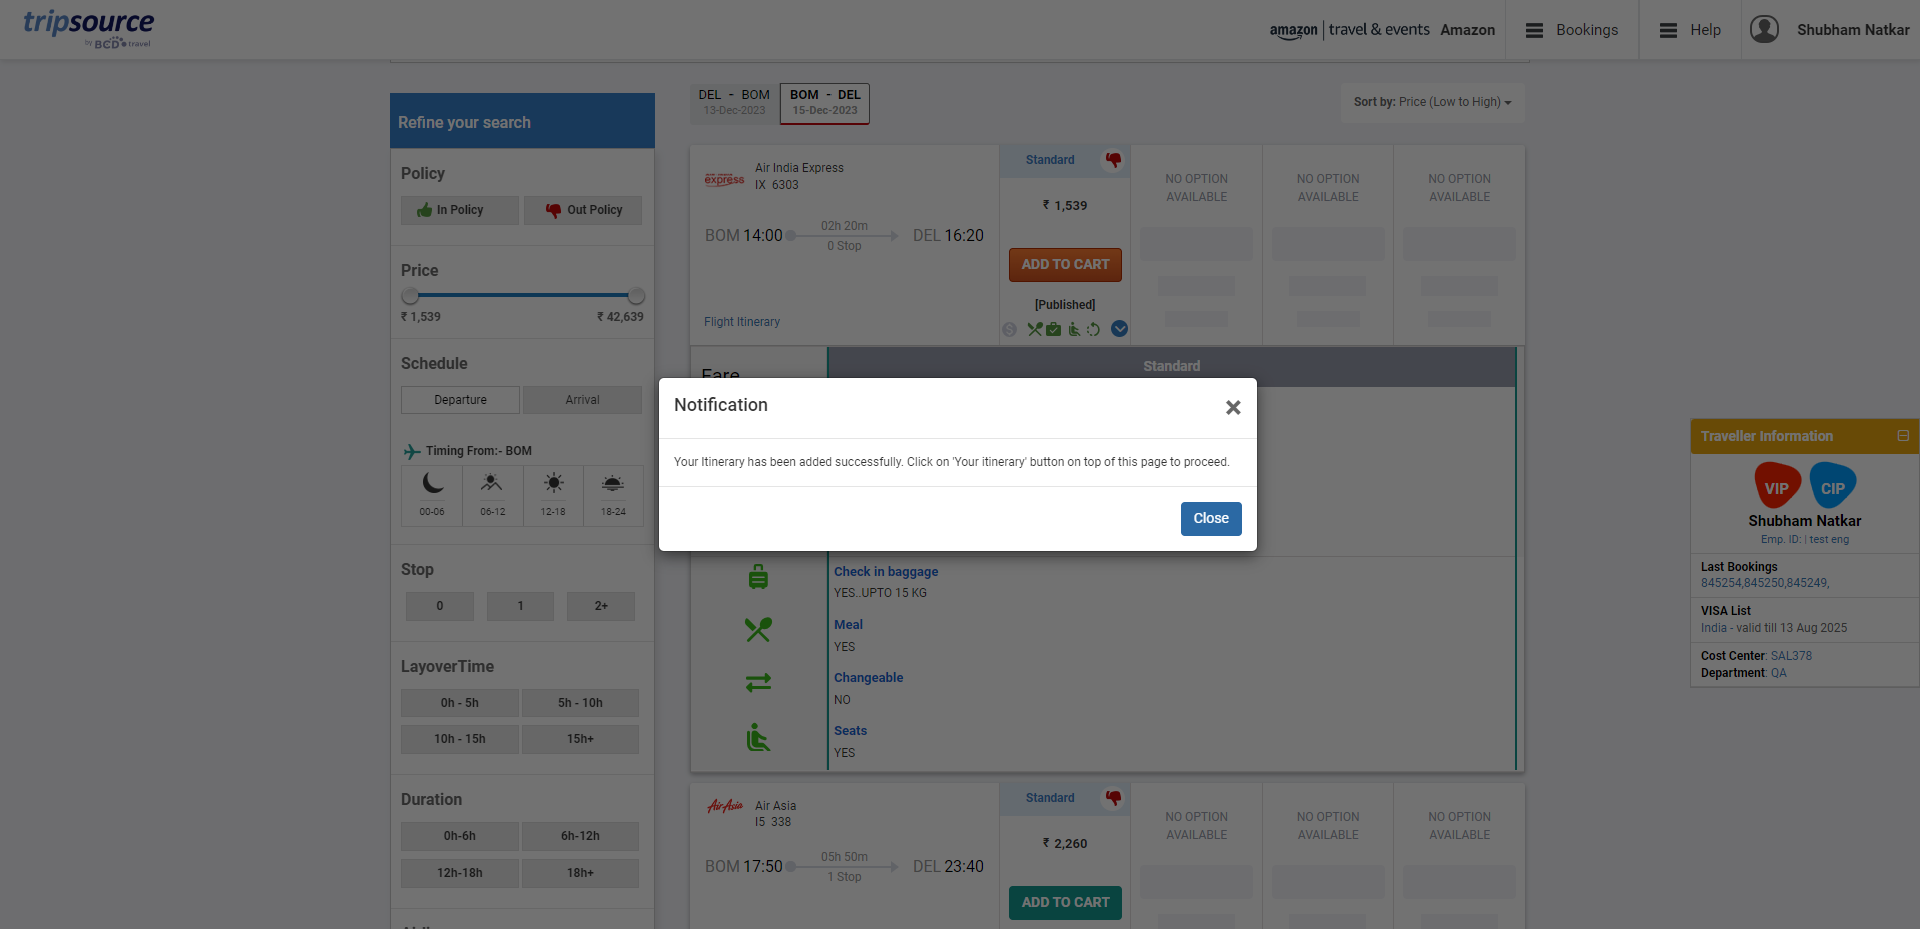 tripsource
by BCD travel
amazon | travel & events Amazon
Bookings
Help
Shubham Natkar
DEL - BOM
13-Dec-2023
BOM - DEL
15-Dec-2023
Sort by: Price (Low to High)
Refine your search
Policy
In Policy
Out Policy
Price
₹ 1,539
₹ 42,639
Schedule
Departure
Arrival
Timing From:- BOM
00-06
06-12
12-18
18-24
Stop
0
1
2+
LayoverTime
0h - 5h
5h - 10h
10h - 15h
15h+
Duration
0h-6h
6h-12h
12h-18h
18h+
express
Air India Express
IX 6303
BOM 14:00
02h 20m
0 Stop
DEL 16:20
Flight Itinerary
Standard
₹ 1,539
ADD TO CART
[Published]
NO OPTION
AVAILABLE
NO OPTION
AVAILABLE
NO OPTION
AVAILABLE
Fare
Standard
Notification
Your Itinerary has been added successfully. Click on 'Your itinerary' button on top of this page to proceed.
Close
Check in baggage
YES..UPTO 15 KG
Meal
YES
Changeable
NO
Seats
YES
AirAsia
Air Asia
I5 338
BOM 17:50
05h 50m
1 Stop
DEL 23:40
Standard
₹ 2,260
ADD TO CART
NO OPTION
AVAILABLE
NO OPTION
AVAILABLE
NO OPTION
AVAILABLE
Traveller Information
VIP
CIP
Shubham Natkar
Emp. ID: | test eng
Last Bookings
845254,845250,845249,
VISA List
India - valid till 13 Aug 2025
Cost Center: SAL378
Department: QA